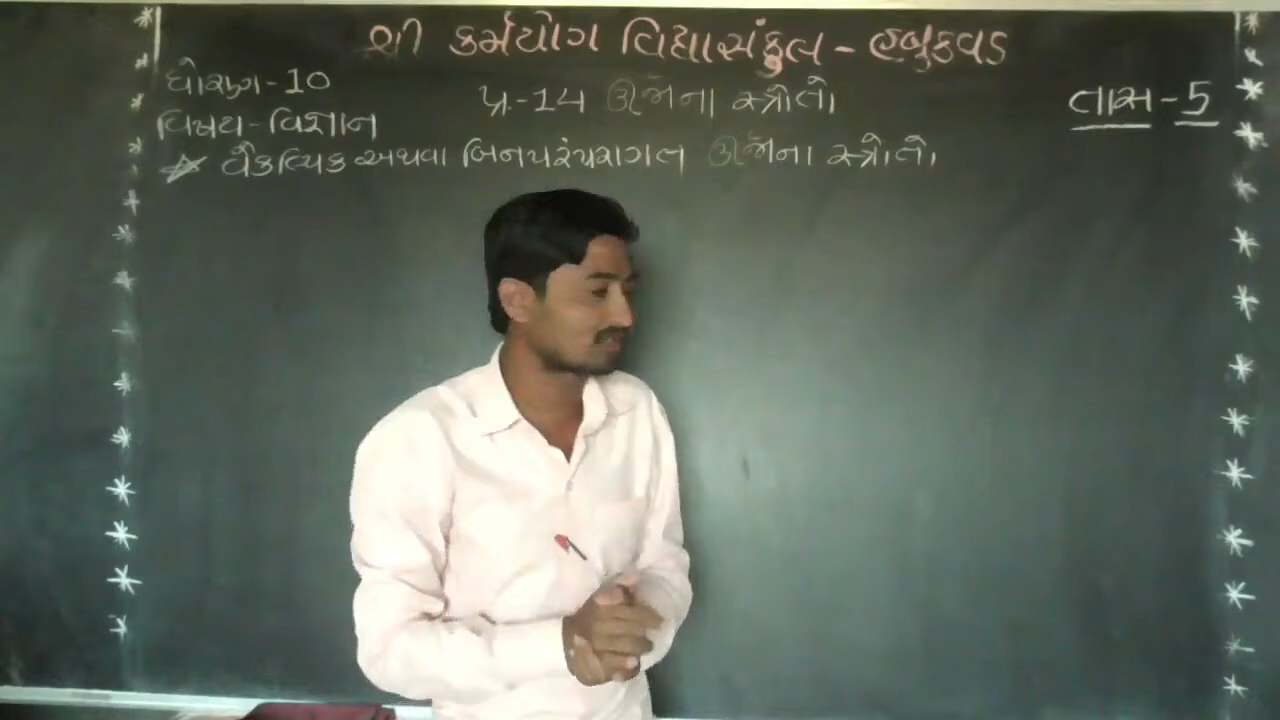 શ્રી કર્મયોગ વિદ્યાસંકુલ - હબુકવડ
ધોરણ-10
પ્ર.-14 ઊર્જાના સ્ત્રોતો
તાસ-5
વિષય-વિજ્ઞાન
વૈકલ્પિક અથવા બિનપરંપરાગત ઊર્જાના સ્ત્રોતો